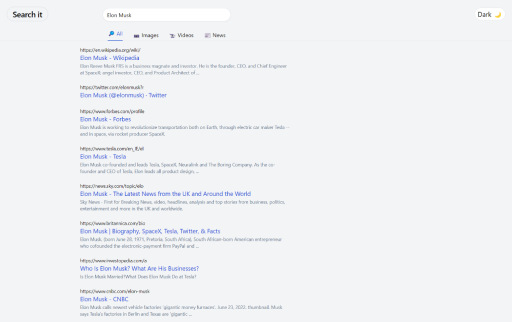 Search it
Elon Musk
Dark
All
Images
Videos
News
https://en.wikipedia.org/wiki/
Elon Musk - Wikipedia
Elon Reeve Musk FRS is a business magnate and investor. He is the founder, CEO, and Chief Engineer
at SpaceX; angel investor, CEO, and Product Architect of ...
https://twitter.com/elonmusk/
Elon Musk (@elonmusk) · Twitter
https://www.forbes.com/profile
Elon Musk - Forbes
Elon Musk is working to revolutionize transportation both on Earth, through electric car maker Tesla --
and in space, via rocket producer SpaceX.
https://www.tesla.com/en_IE/el
Elon Musk - Tesla
Elon Musk co-founded and leads Tesla, SpaceX, Neuralink and The Boring Company. As the co-
founder and CEO of Tesla, Elon leads all product design, ...
https://news.sky.com/topic/elo
Elon Musk - The Latest News from the UK and Around the World
Sky News - First for Breaking News, video, headlines, analysis and top stories from business, politics,
entertainment and more in the UK and worldwide.
https://www.britannica.com/bio
Elon Musk | Biography, SpaceX, Tesla, Twitter, & Facts
Elon Musk, (born June 28, 1971, Pretoria, South Africa), South African-born American entrepreneur
who cofounded the electronic-payment firm PayPal and ...
https://www.investopedia.com/a
Who Is Elon Musk? What Are His Businesses?
Is Elon Musk Married?What Does Elon Musk Do at Tesla?
https://www.cnbc.com/elon-musk
Elon Musk - CNBC
Elon Musk calls newest vehicle factories 'gigantic money furnaces'. June 23, 2022. thumbnail. Musk
says Tesla's factories in Berlin and Texas are 'gigantic ...